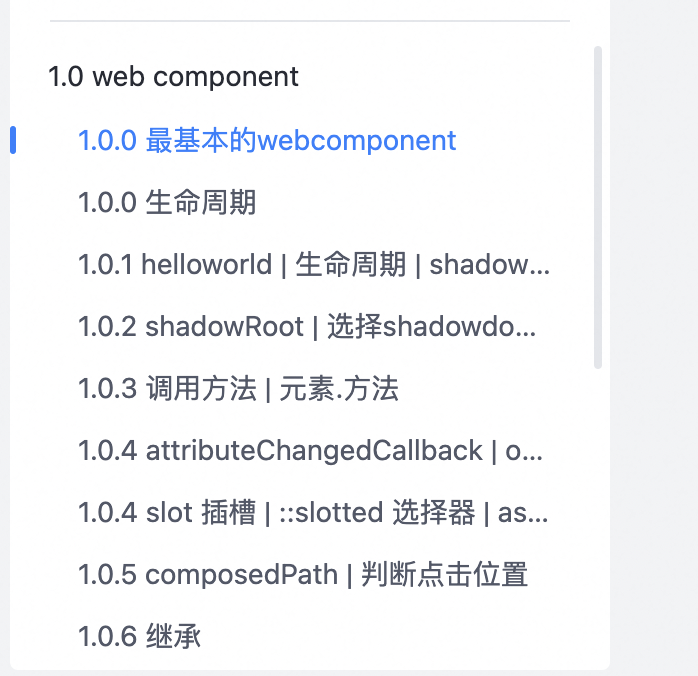 1.0 web component
1.0.0 最基本的webcomponent
1.0.0 生命周期
1.0.1 helloworld | 生命周期 | shadow...
1.0.2 shadowRoot | 选择shadowdo...
1.0.3 调用方法 | 元素.方法
1.0.4 attributeChangedCallback | o...
1.0.4 slot 插槽 | ::slotted 选择器 | as...
1.0.5 composedPath | 判断点击位置
1.0.6 继承